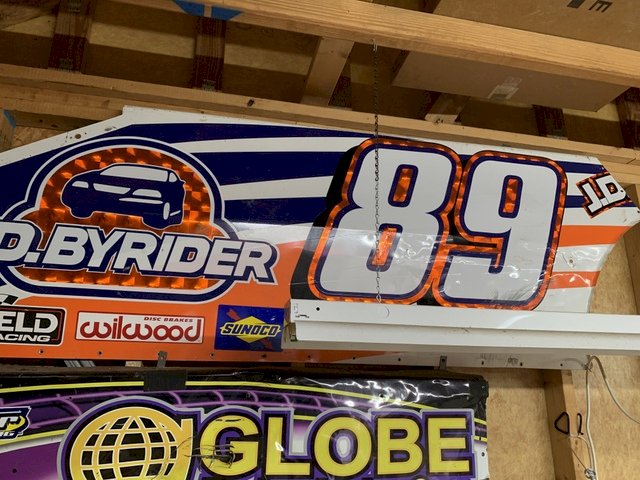 89
J.D.
D.BYRIDER
ELD
RACING
DISC BRAKES
wilwood
SUNOCO
GLOBE